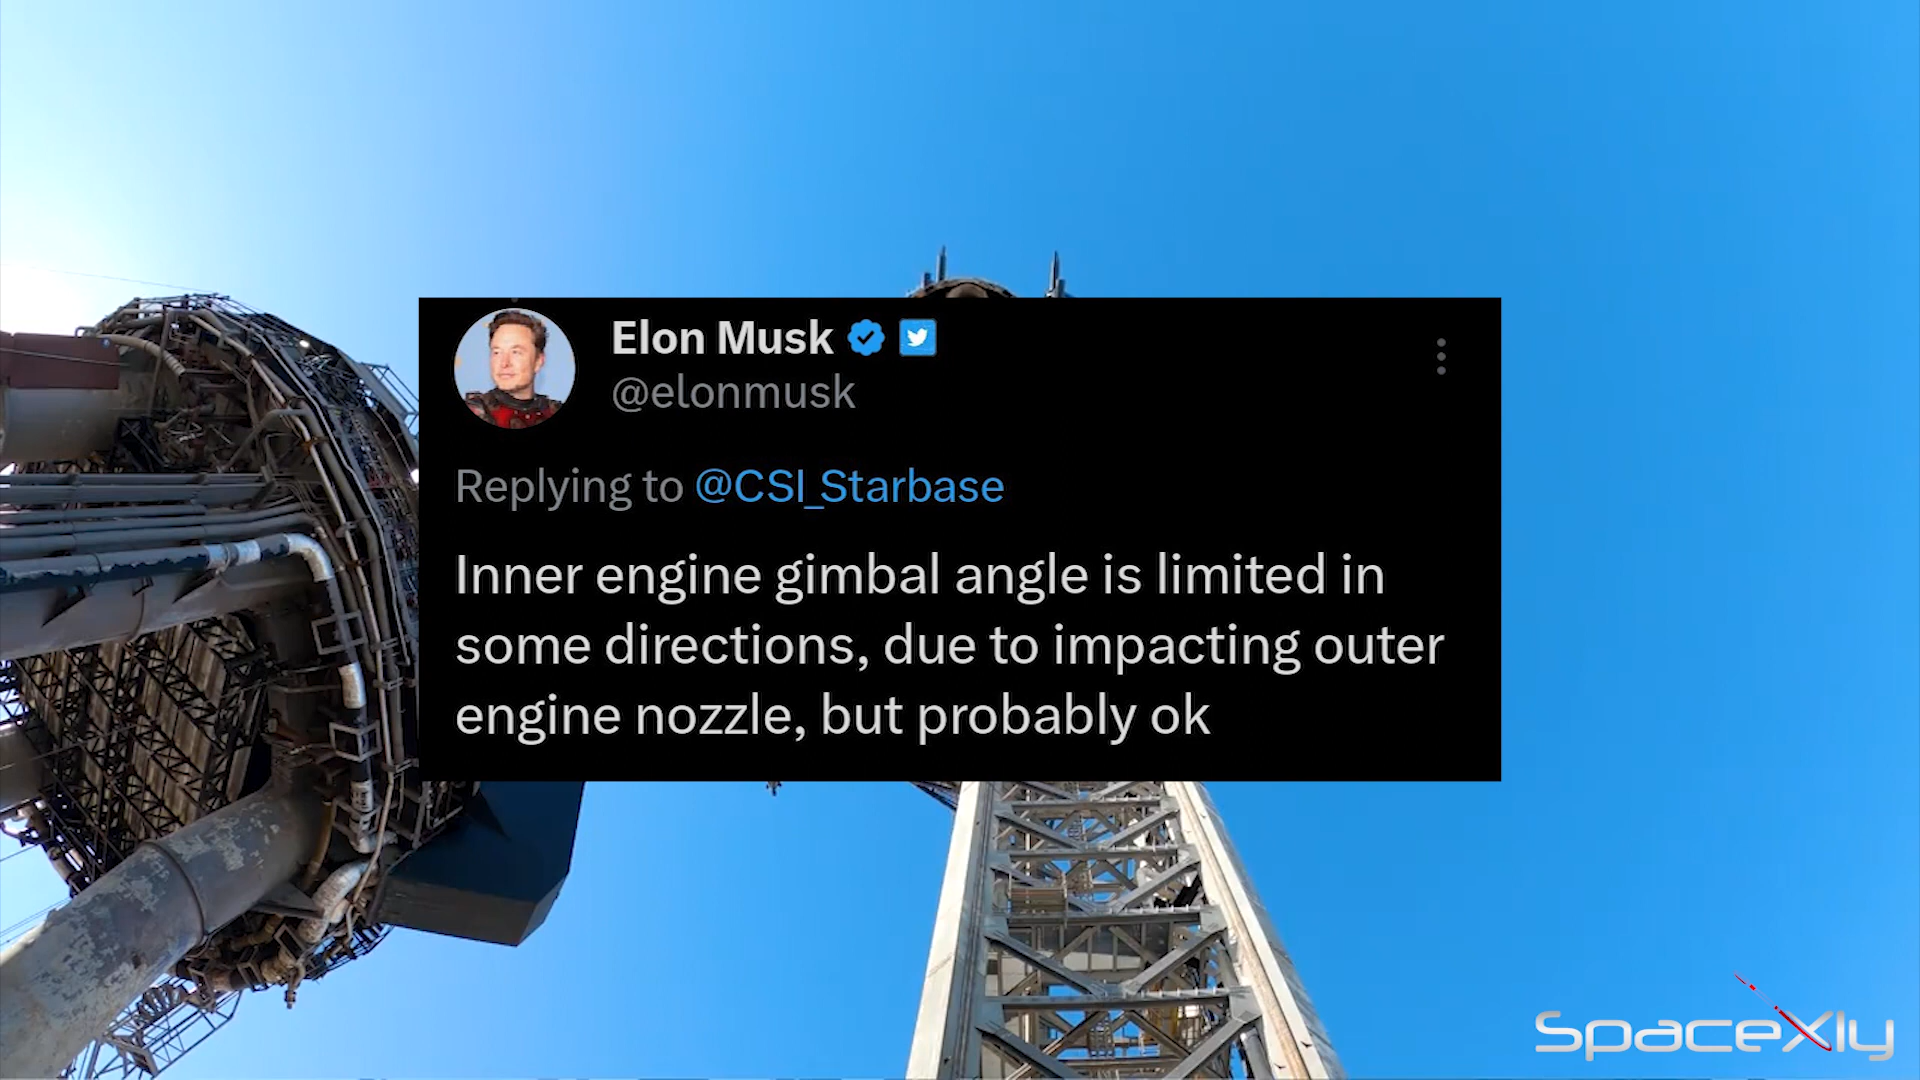 Elon Musk
@elonmusk
Replying to @CSI_Starbase
Inner engine gimbal angle is limited in
some directions, due to impacting outer
engine nozzle, but probably ok
SpaceXly